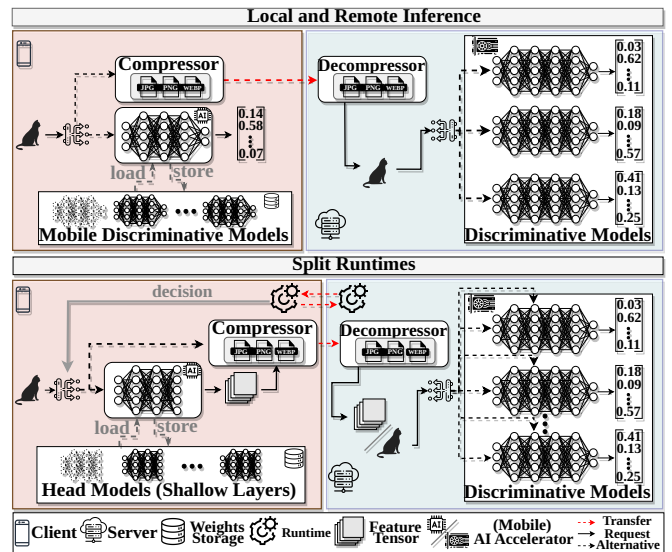 Local and Remote Inference
Compressor
JPG PNG WEBP
Decompressor
JPG PNG WEBP
AI
0.14
0.58
0.07
load store
Mobile Discriminative Models
0.03
0.62
0.11
0.18
0.09
0.57
0.41
0.13
0.25
Discriminative Models
Split Runtimes
decision
Compressor
JPG PNG WEBP
Decompressor
JPG PNG WEBP
AI
load store
Head Models (Shallow Layers)
0.03
0.62
0.11
0.18
0.09
0.57
0.41
0.13
0.25
Discriminative Models
Client
Server
Weights
Storage
Runtime
Feature
Tensor
AI
(Mobile)
AI Accelerator
Transfer
Request
Alternative